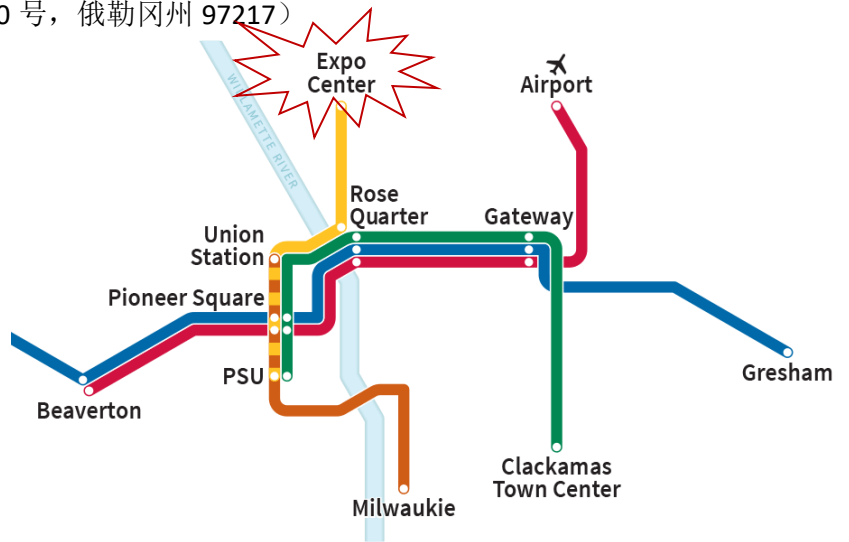 0 号，俄勒冈州 97217）
Expo
Center
Airport
WILLAMETTE RIVER
Rose
Quarter
Gateway
Union
Station
Pioneer Square
PSU
Beaverton
Gresham
Clackamas
Town Center
Milwaukie